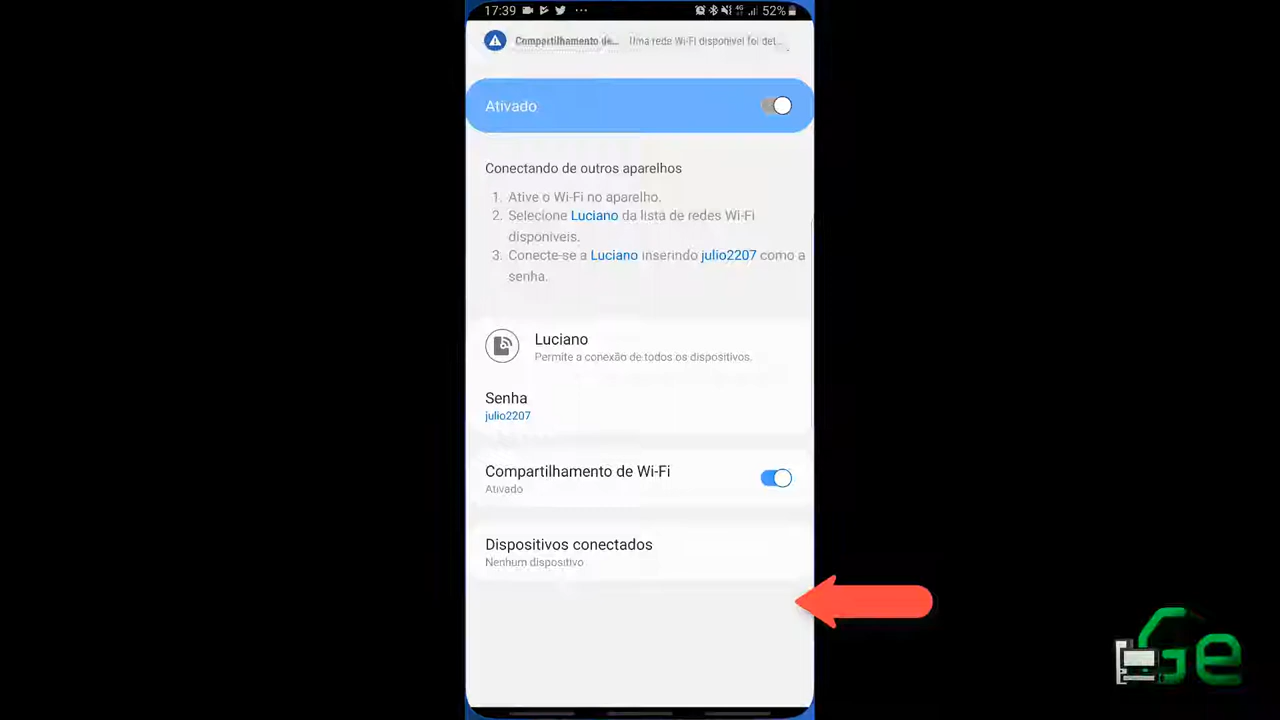 17:39
4G
52%
Compartilhamento de... Uma rede Wi-Fi disponível foi det...
Ativado
Conectando de outros aparelhos
1. Ative o Wi-Fi no aparelho.
2. Selecione Luciano da lista de redes Wi-Fi
disponíveis.
3. Conecte-se a Luciano inserindo julio2207 como a
senha.
Luciano
Permite a conexão de todos os dispositivos.
Senha
julio2207
Compartilhamento de Wi-Fi
Ativado
Dispositivos conectados
Nenhum dispositivo
Ge